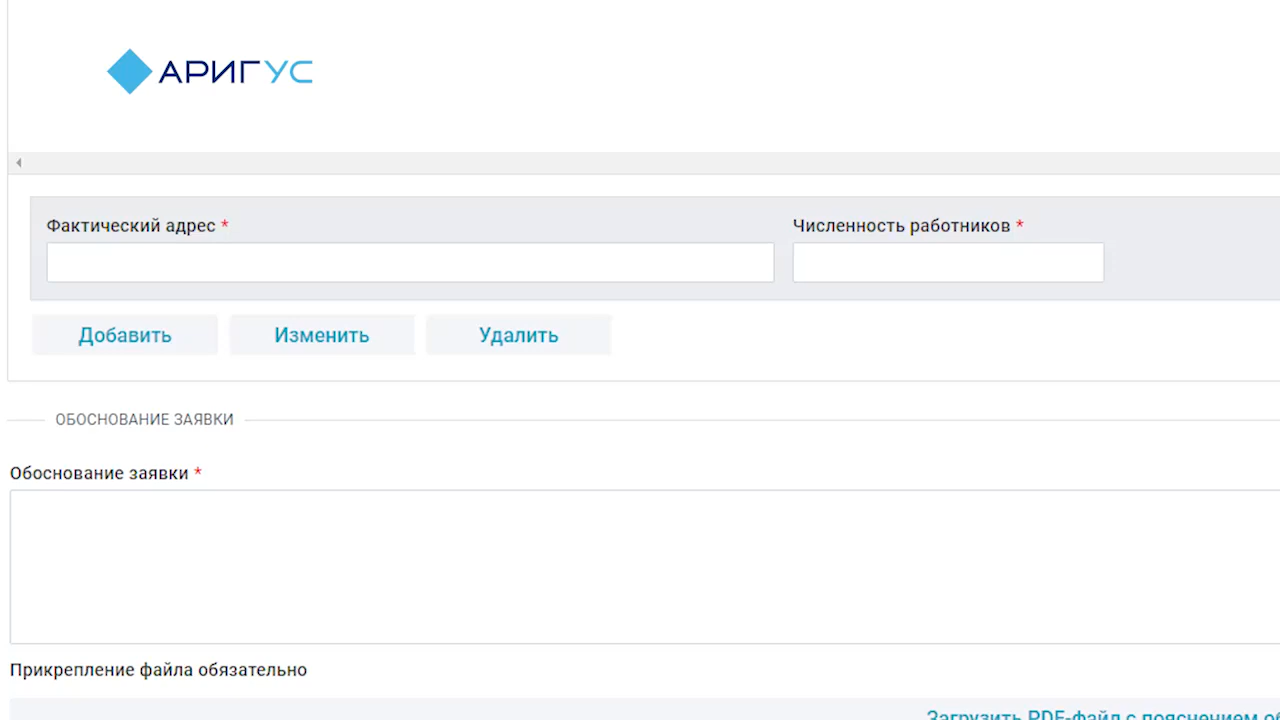 АРИГУС
Фактический адрес * Численность работников *
Добавить Изменить Удалить
ОБОСНОВАНИЕ ЗАЯВКИ
Обоснование заявки *
Прикрепление файла обязательно
Загрузить PDF-файл с пояснением об